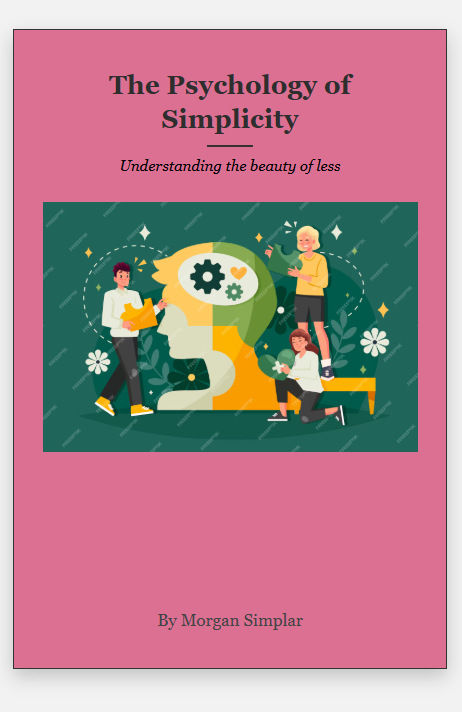 The Psychology of
Simplicity
Understanding the beauty of less
By Morgan Simplar